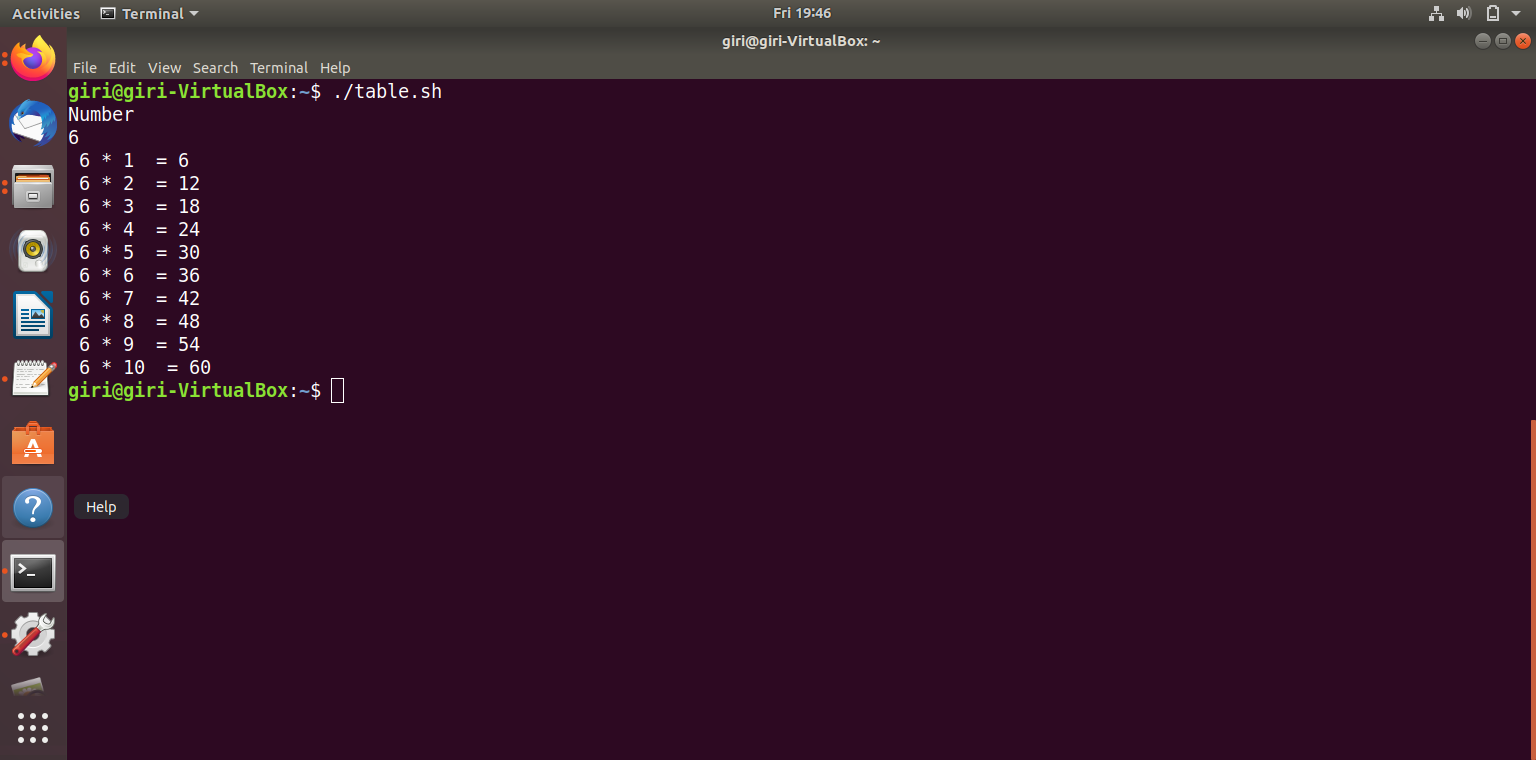 Activities Terminal Fri 19:46
giri@giri-VirtualBox: ~
File Edit View Search Terminal Help
giri@giri-VirtualBox:~$ ./table.sh
Number
6
 6 * 1  = 6
 6 * 2  = 12
 6 * 3  = 18
 6 * 4  = 24
 6 * 5  = 30
 6 * 6  = 36
 6 * 7  = 42
 6 * 8  = 48
 6 * 9  = 54
 6 * 10  = 60
giri@giri-VirtualBox:~$
Help